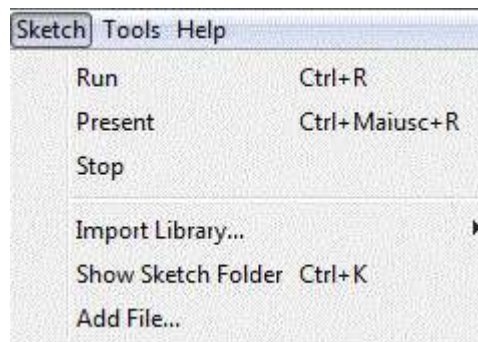 Sketch Tools Help
Run Ctrl+R
Present Ctrl+Maiusc+R
Stop
Import Library...
Show Sketch Folder Ctrl+K
Add File...